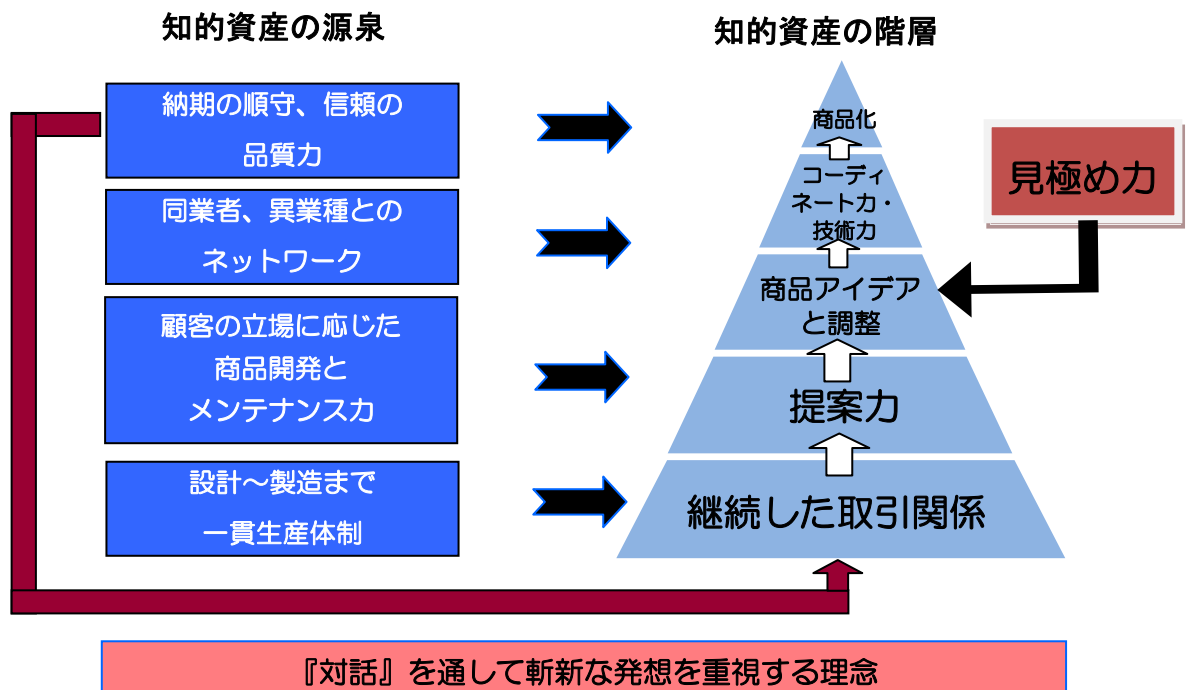 知的資産の源泉
知的資産の階層
納期の順守、信頼の
品質力
同業者、異業種との
ネットワーク
顧客の立場に応じた
商品開発と
メンテナンス力
設計～製造まで
一貫生産体制
商品化
コーディ
ネート力・
技術力
商品アイデア
と調整
提案力
継続した取引関係
見極め力
『対話』を通して斬新な発想を重視する理念